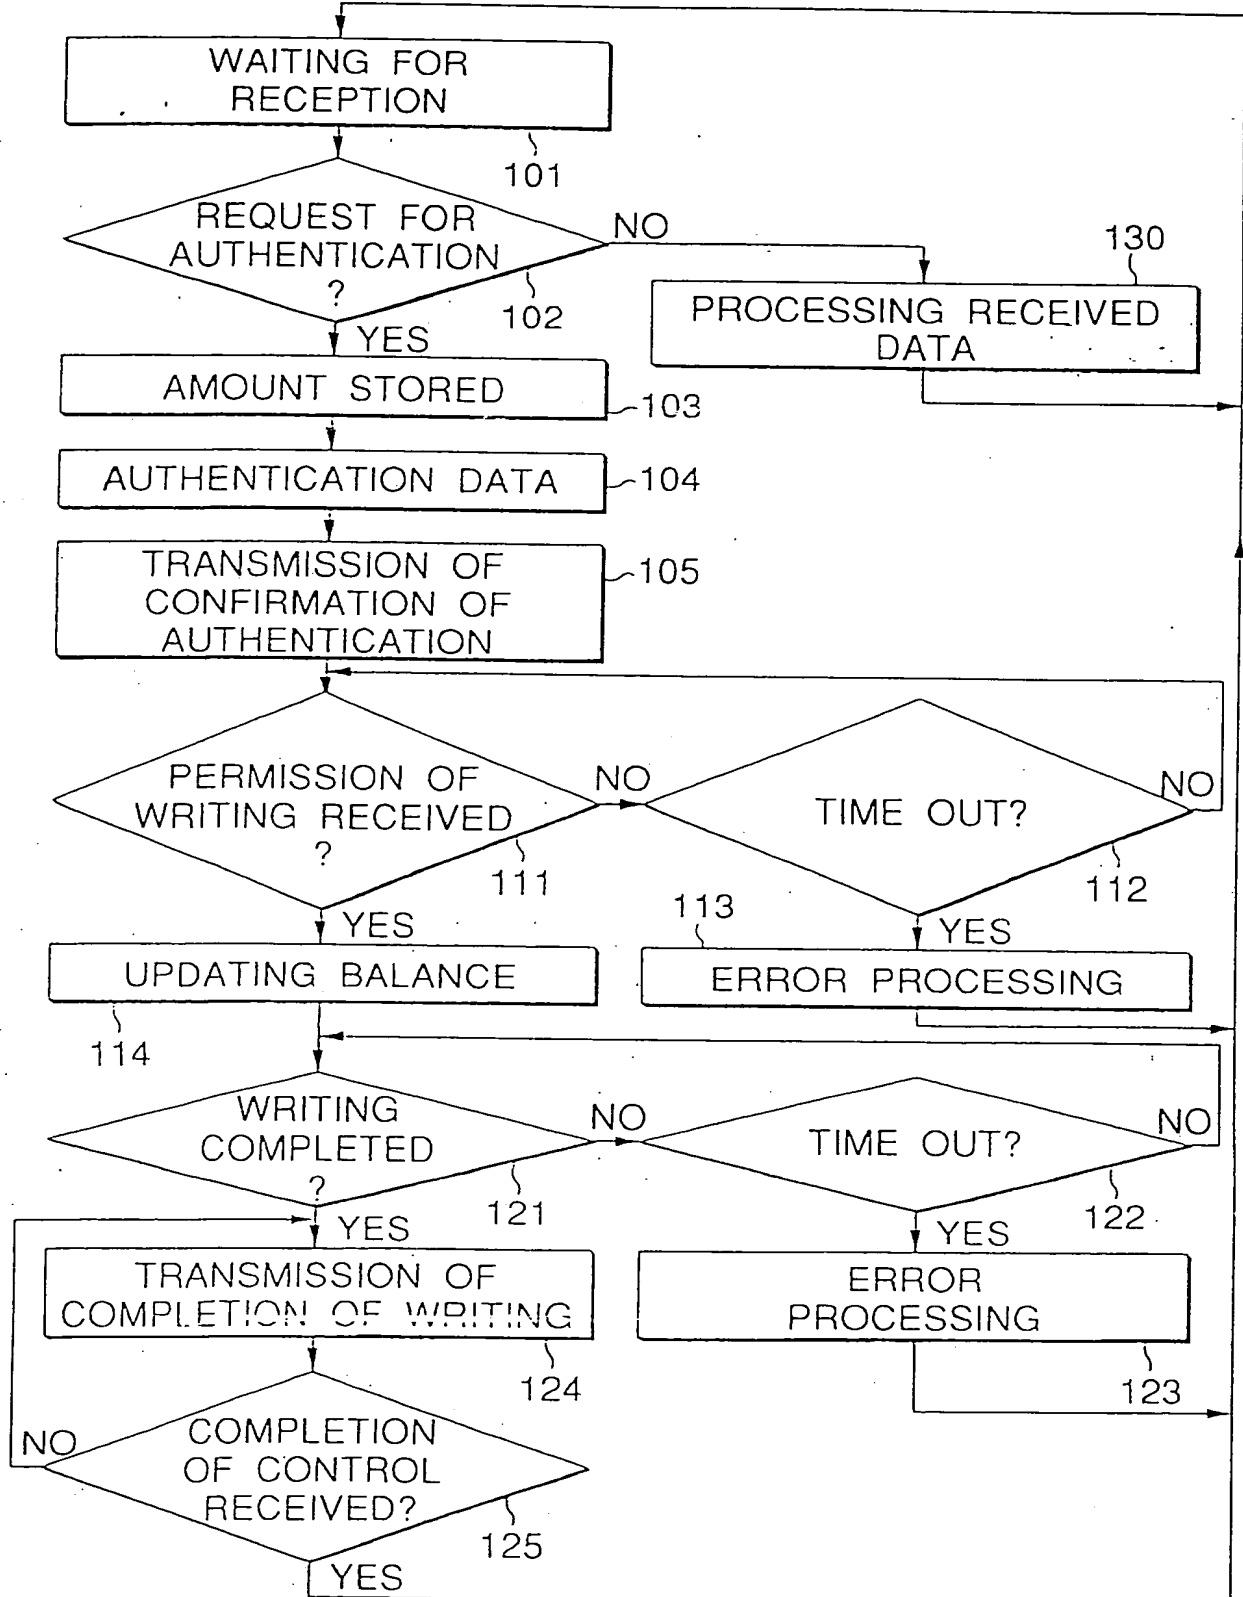 WAITING FOR
RECEPTION
101
REQUEST FOR
AUTHENTICATION
?
102
NO
YES
130
PROCESSING RECEIVED
DATA
AMOUNT STORED
103
AUTHENTICATION DATA
104
TRANSMISSION OF
CONFIRMATION OF
AUTHENTICATION
105
PERMISSION OF
WRITING RECEIVED
?
111
NO
YES
TIME OUT?
NO
112
YES
113
ERROR PROCESSING
UPDATING BALANCE
114
WRITING
COMPLETED
?
121
NO
YES
TIME OUT?
NO
122
YES
ERROR
PROCESSING
123
TRANSMISSION OF
COMPLETION OF WRITING
124
COMPLETION
OF CONTROL
RECEIVED?
125
NO
YES